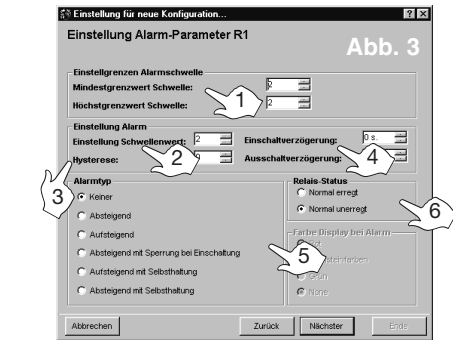 Einstellung für neue Konfiguration...
Einstellung Alarm-Parameter R1
Abb. 3
Einstellgrenzen Alarmschwelle
Mindestgrenzwert Schwelle: 2
Höchstgrenzwert Schwelle: 2
1
Einstellung Alarm
Einstellung Schwellenwert: 2
Einschaltverzögerung: 0 s.
Hysterese:
Ausschaltverzögerung:
2
4
3
Alarmtyp
Keiner
Absteigend
Aufsteigend
Absteigend mit Sperrung bei Einschaltung
Aufsteigend mit Selbsthaltung
Absteigend mit Selbsthaltung
Relais-Status
Normal erregt
Normal unerregt
6
Farbe Display bei Alarm
Rot
5
Grün
None
Abbrechen
Zurück
Nächster
Ende